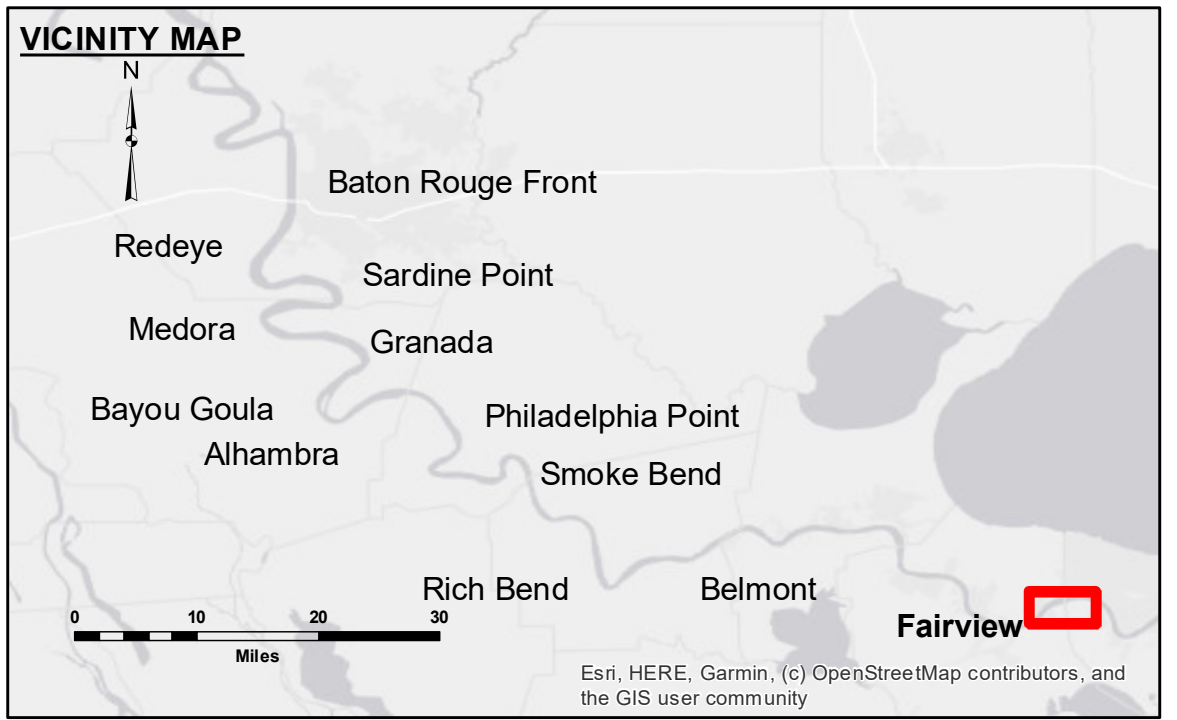 VICINITY MAP
N
Baton Rouge Front
Redeye
Sardine Point
Medora
Granada
Bayou Goula
Philadelphia Point
Alhambra
Smoke Bend
Rich Bend
Belmont
Fairview
0 10 20 30
Miles
Esri, HERE, Garmin, (c) OpenStreetMap contributors, and
the GIS user community